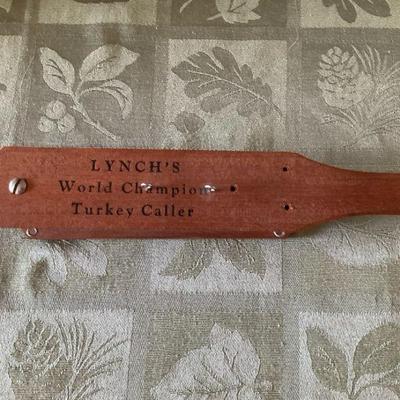 LYNCH'S
World Champion
Turkey Caller